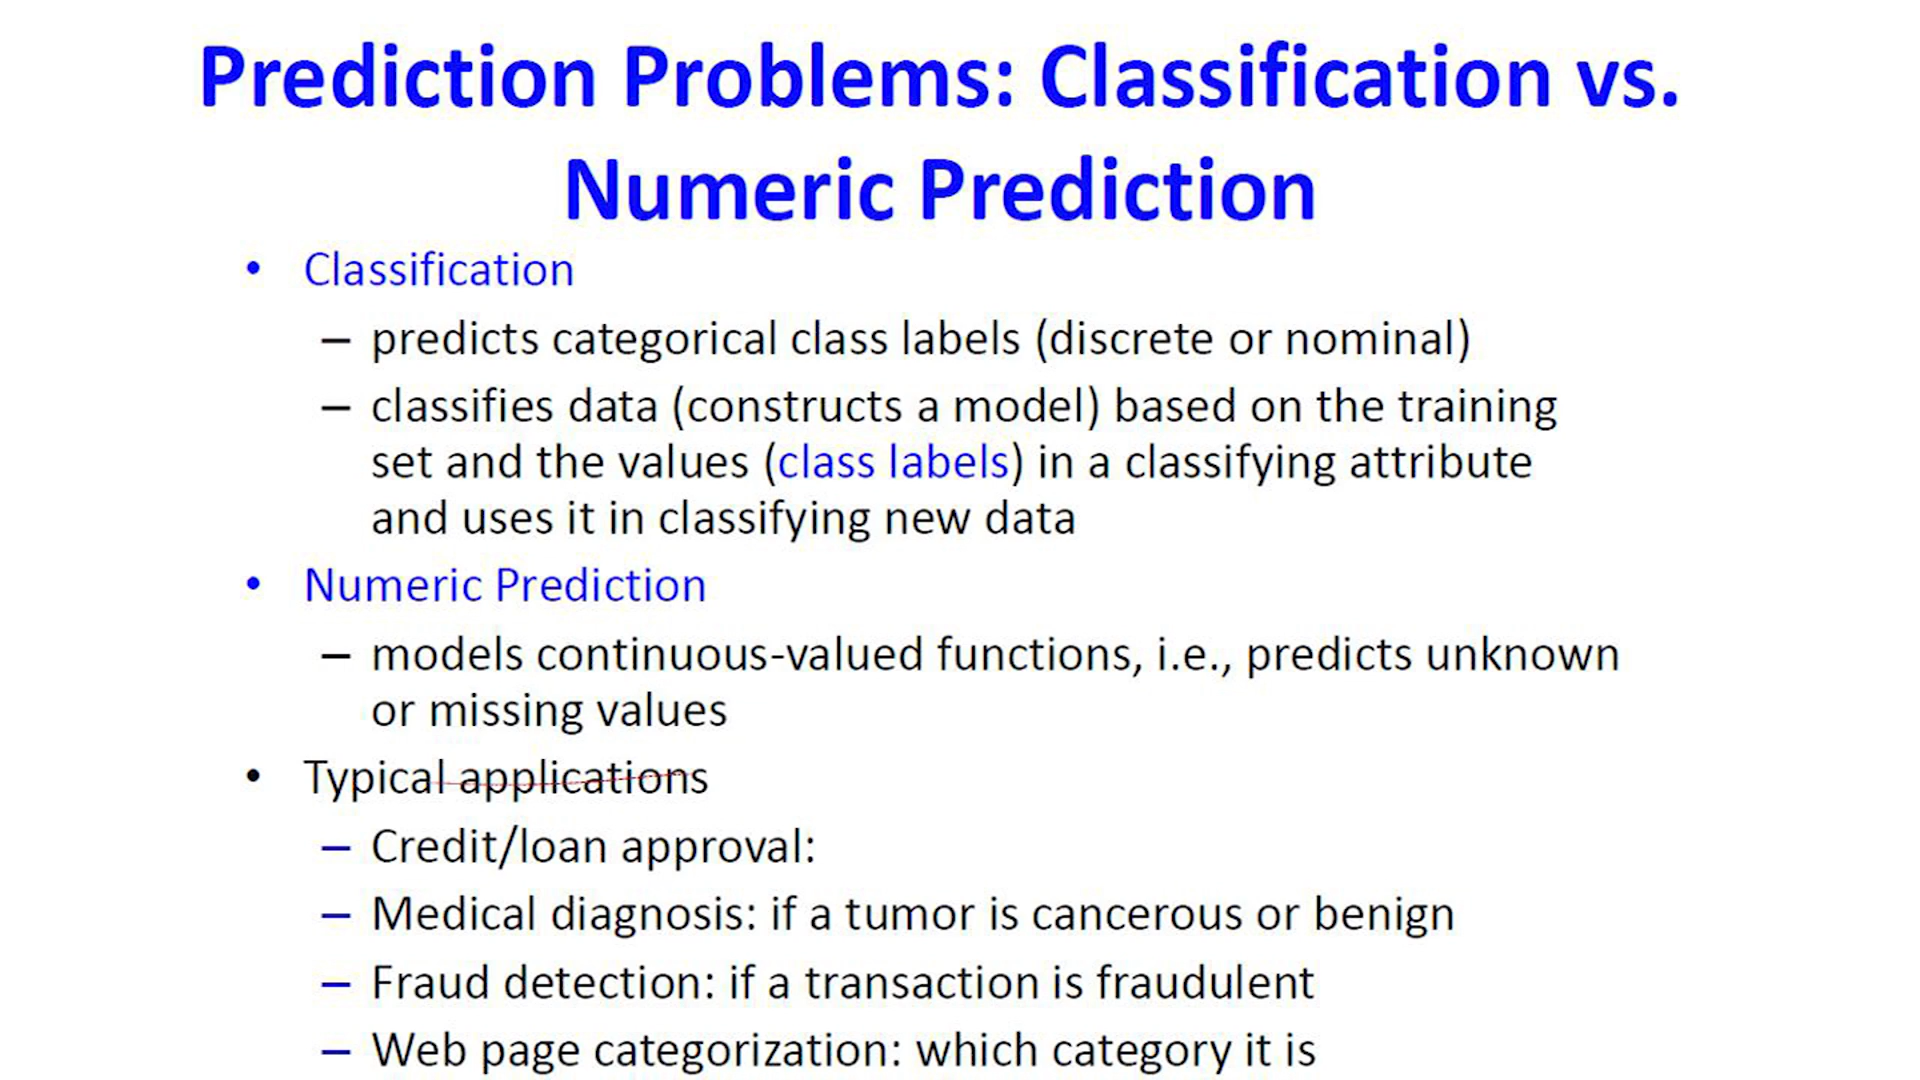 Prediction Problems: Classification vs.
Numeric Prediction
• Classification
– predicts categorical class labels (discrete or nominal)
– classifies data (constructs a model) based on the training
set and the values (class labels) in a classifying attribute
and uses it in classifying new data
• Numeric Prediction
– models continuous-valued functions, i.e., predicts unknown
or missing values
• Typical applications
– Credit/loan approval:
– Medical diagnosis: if a tumor is cancerous or benign
– Fraud detection: if a transaction is fraudulent
– Web page categorization: which category it is